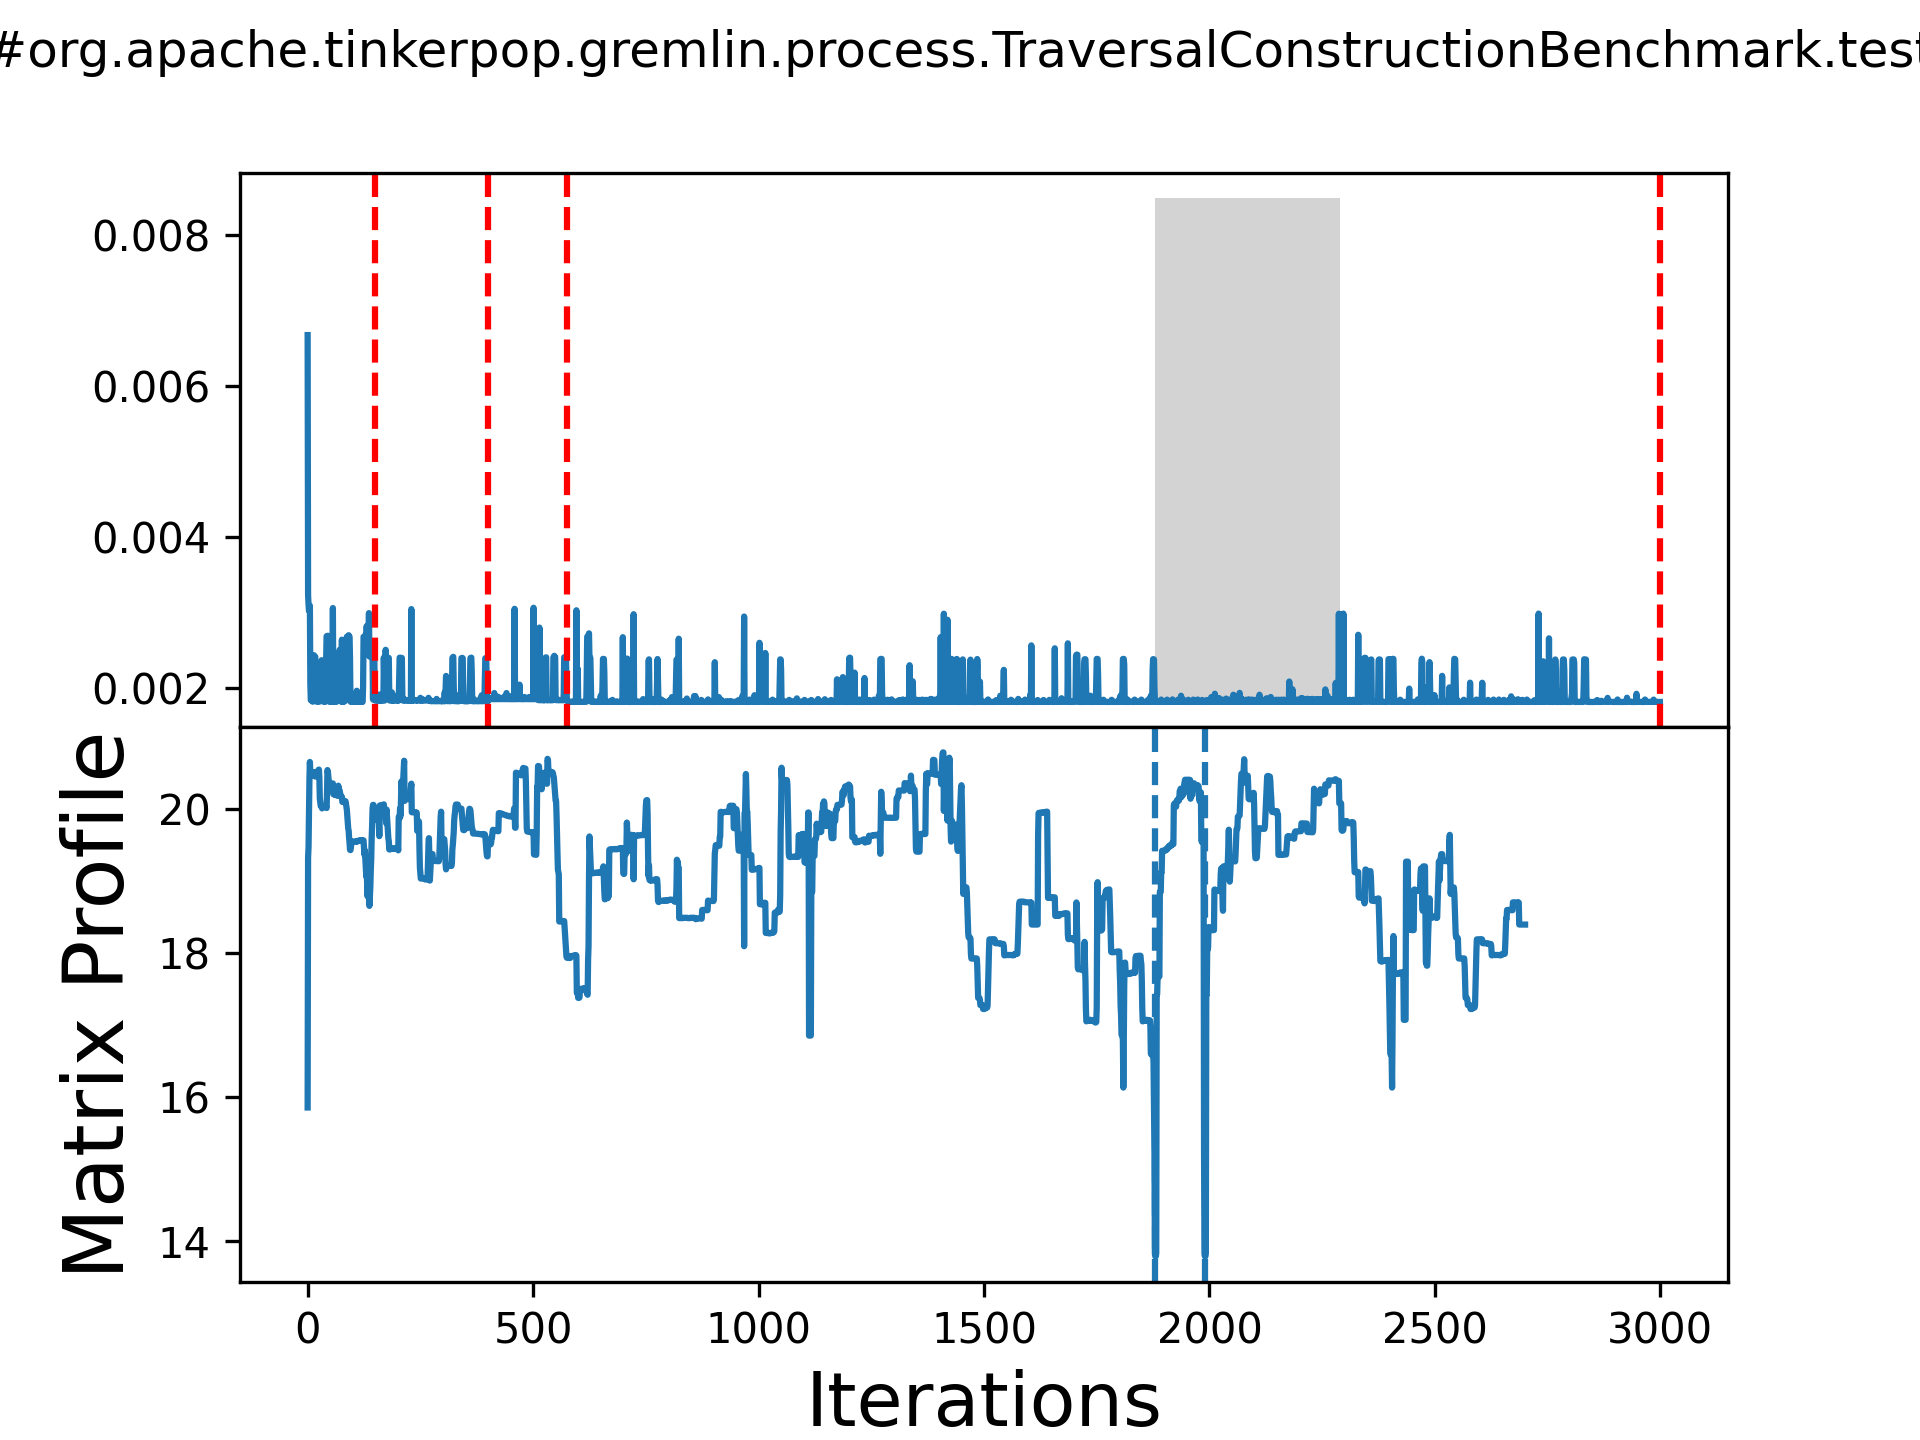 #org.apache.tinkerpop.gremlin.process.TraversalConstructionBenchmark.test
0.008
0.006
0.004
0.002
Matrix Profile
20
18
16
14
0 500 1000 1500 2000 2500 3000
Iterations